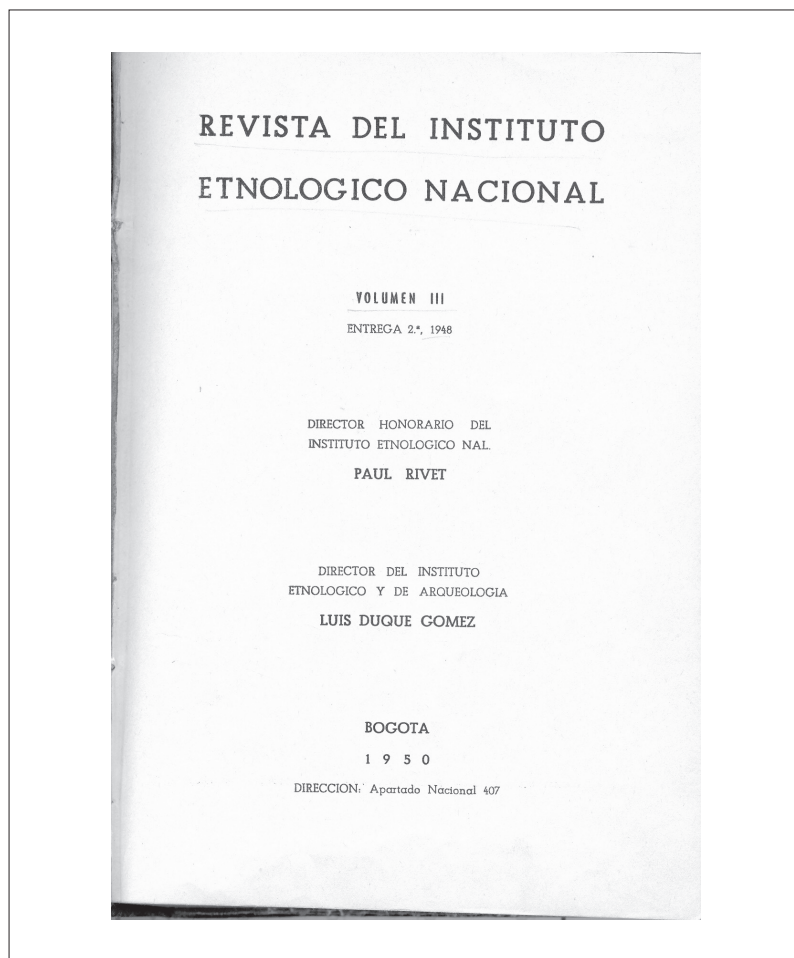 REVISTA DEL INSTITUTO
ETNOLOGICO NACIONAL
VOLUMEN III
ENTREGA 2.ª, 1948
DIRECTOR HONORARIO DEL
INSTITUTO ETNOLOGICO NAL.
PAUL RIVET
DIRECTOR DEL INSTITUTO
ETNOLOGICO Y DE ARQUEOLOGIA
LUIS DUQUE GOMEZ
BOGOTA
1 9 5 0
DIRECCION: Apartado Nacional 407